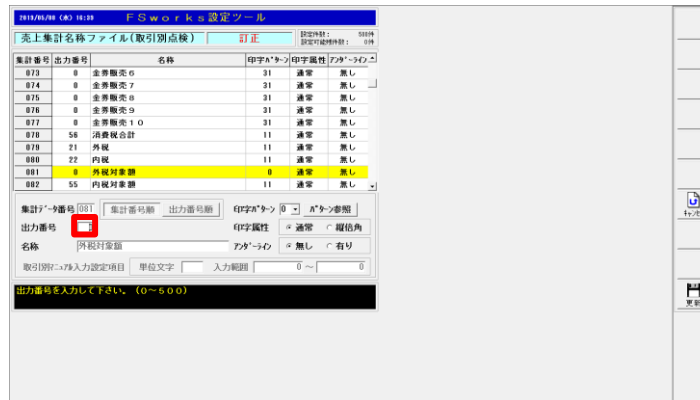 2019/05/08 (水) 16:39 FSworks設定ツール
売上集計名称ファイル(取引別点検) 訂正 設定件数: 500件
設定可能残件数: 0件
集計番号 出力番号 名称 印字ﾊﾟﾀｰﾝ 印字属性 ｱﾝﾀﾞｰﾗｲﾝ
073 0 金券販売6 31 通常 無し
074 0 金券販売7 31 通常 無し
075 0 金券販売8 31 通常 無し
076 0 金券販売9 31 通常 無し
077 0 金券販売10 31 通常 無し
078 56 消費税合計 11 通常 無し
079 21 外税 11 通常 無し
080 22 内税 11 通常 無し
081 0 外税対象額 0 通常 無し
082 55 内税対象額 11 通常 無し
集計ﾃﾞｰﾀ番号 081 集計番号順 出力番号順 印字ﾊﾟﾀｰﾝ 0 ﾊﾟﾀｰﾝ参照
出力番号 印字属性 通常 縦倍角
名称 外税対象額 ｱﾝﾀﾞｰﾗｲﾝ 無し 有り
取引別ﾏﾆｭｱﾙ入力設定項目 単位文字 入力範囲 0 ～ 0
出力番号を入力して下さい。(0～500)
ｷｬﾝｾﾙ
更新